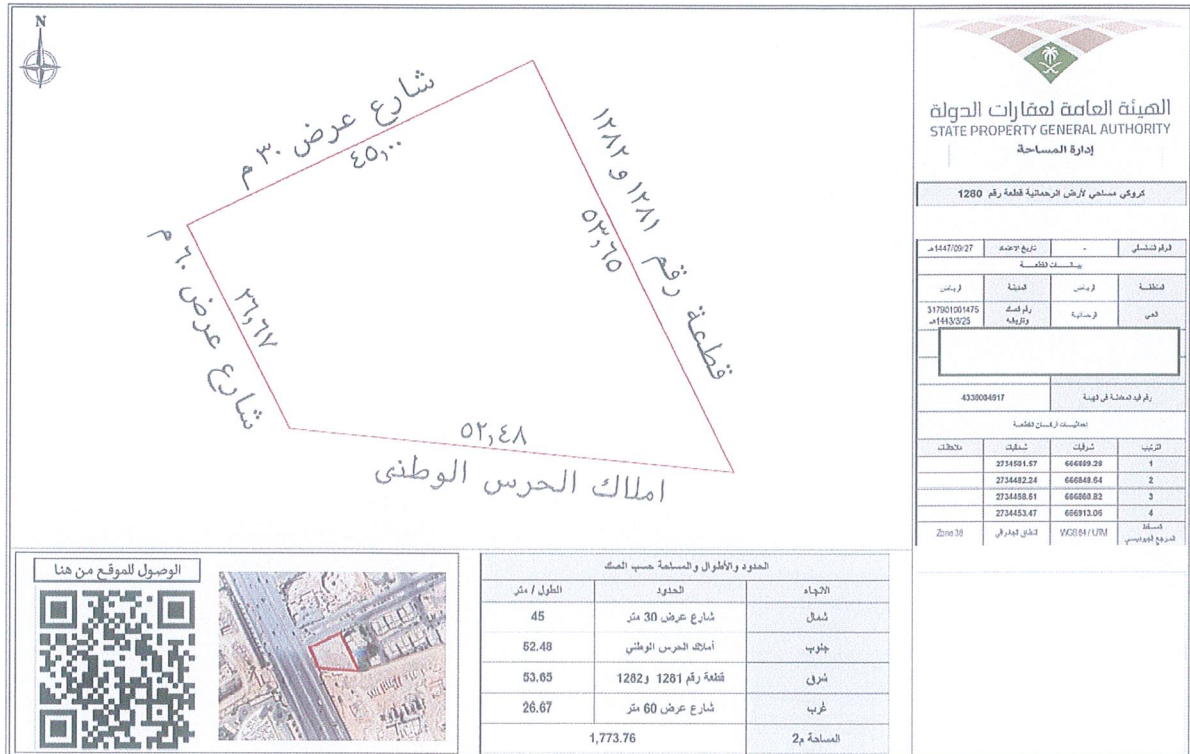 N
شارع عرض ٣٠ م
٤٥,٠٠
قطعة رقم ١٢٨١ و ١٢٨٢
٥٣,٦٥
شارع عرض ٦٠ م
٢٦,٦٧
٥٢,٤٨
املاك الحرس الوطنى
الهيئة العامة لعقارات الدولة
STATE PROPERTY GENERAL AUTHORITY
إدارة المساحة
كروكي مساحي لأرض الرحمانية قطعة رقم 1280
الرقم التسلسلي - تاريخ الاعتماد 1447/09/27هـ
بيانات القطعة
المنطقة الرياض المدينة الرياض
الحي الرحمانية رقم الصك وتاريخه 317901001475 1443/3/25هـ
رقم قيد المعاملة في الهيئة 4330004917
إحداثيات أركان القطعة
الترتيب شرقيات شماليات ملاحظات
1 666889.28 2734501.57
2 666848.64 2734482.24
3 666860.82 2734458.51
4 666913.06 2734453.47
المسقط WGS84 / UTM النطاق الجغرافي Zone 38
المرجع الجيوديسي
الوصول للموقع من هنا
الحدود والأطوال والمساحة حسب الصك
الاتجاه الحدود الطول / متر
شمال شارع عرض 30 متر 45
جنوب أملاك الحرس الوطني 52.48
شرق قطعة رقم 1281 و1282 53.65
غرب شارع عرض 60 متر 26.67
المساحة م2 1,773.76